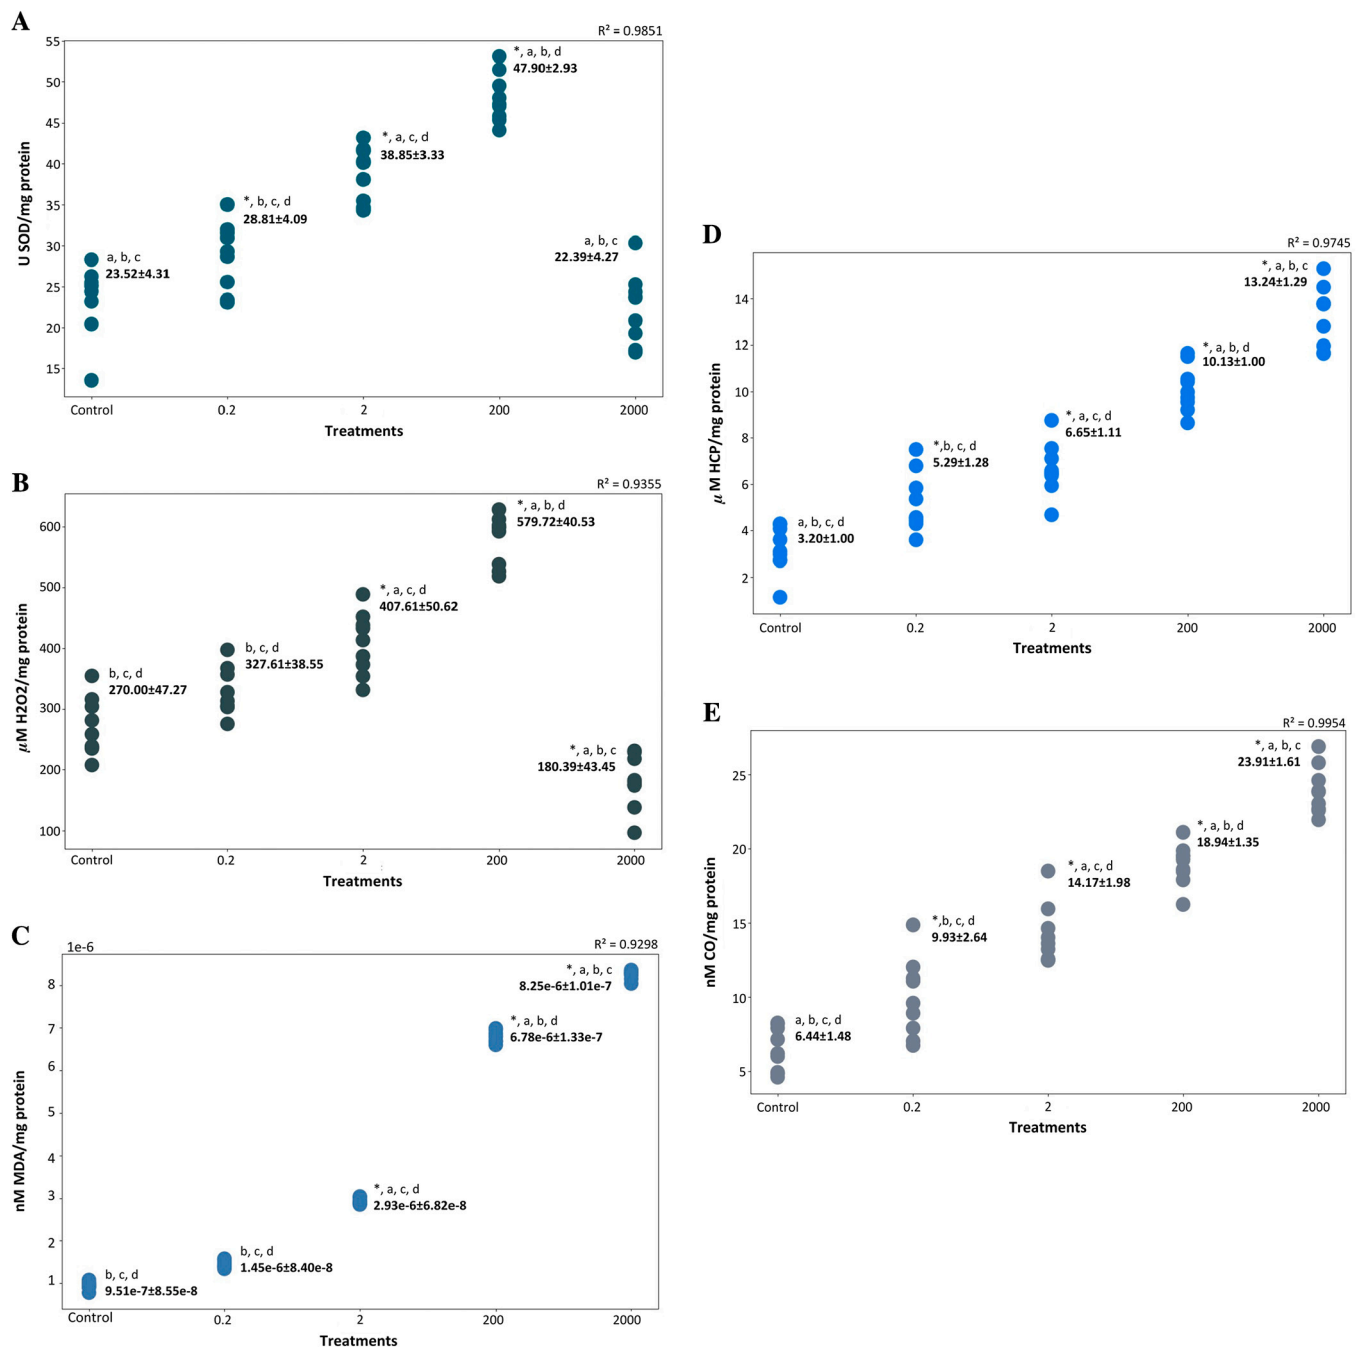 A
R² = 0.9851
55
50
45
40
35
30
25
20
15
U SOD/mg protein
a, b, c
23.52±4.31
*, b, c, d
28.81±4.09
*, a, c, d
38.85±3.33
*, a, b, d
47.90±2.93
a, b, c
22.39±4.27
Control 0.2 2 200 2000
Treatments
B
R² = 0.9355
600
500
400
300
200
100
µM H2O2/mg protein
b, c, d
270.00±47.27
b, c, d
327.61±38.55
*, a, c, d
407.61±50.62
*, a, b, d
579.72±40.53
*, a, b, c
180.39±43.45
Control 0.2 2 200 2000
Treatments
C
1e-6
R² = 0.9298
8
7
6
5
4
3
2
1
nM MDA/mg protein
b, c, d
9.51e-7±8.55e-8
b, c, d
1.45e-6±8.40e-8
*, a, c, d
2.93e-6±6.82e-8
*, a, b, d
6.78e-6±1.33e-7
*, a, b, c
8.25e-6±1.01e-7
Control 0.2 2 200 2000
Treatments
D
R² = 0.9745
14
12
10
8
6
4
2
µ M HCP/mg protein
a, b, c, d
3.20±1.00
*,b, c, d
5.29±1.28
*, a, c, d
6.65±1.11
*, a, b, d
10.13±1.00
*, a, b, c
13.24±1.29
Control 0.2 2 200 2000
Treatments
E
R² = 0.9954
25
20
15
10
5
nM CO/mg protein
a, b, c, d
6.44±1.48
*,b, c, d
9.93±2.64
*, a, c, d
14.17±1.98
*, a, b, d
18.94±1.35
*, a, b, c
23.91±1.61
Control 0.2 2 200 2000
Treatments